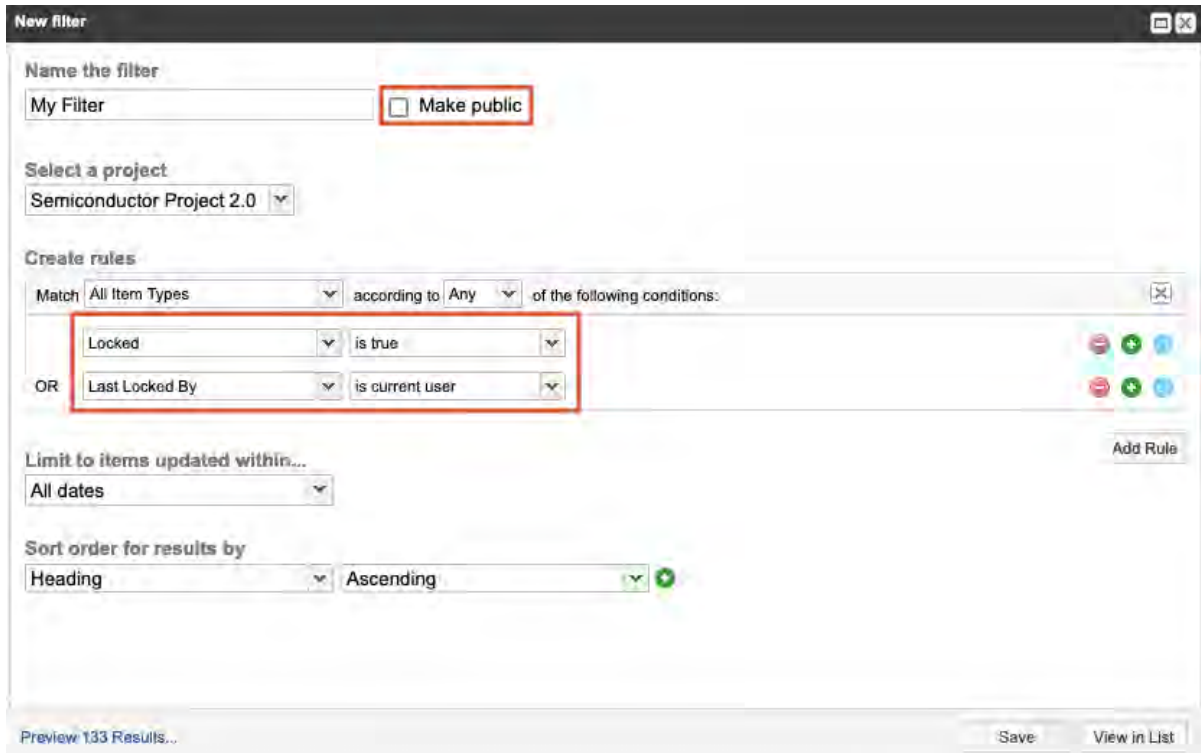 New filter
Name the filter
My Filter Make public
Select a project
Semiconductor Project 2.0
Create rules
Match All Item Types according to Any of the following conditions:
Locked is true
OR Last Locked By is current user
Add Rule
Limit to items updated within...
All dates
Sort order for results by
Heading Ascending
Preview 133 Results... Save View in List